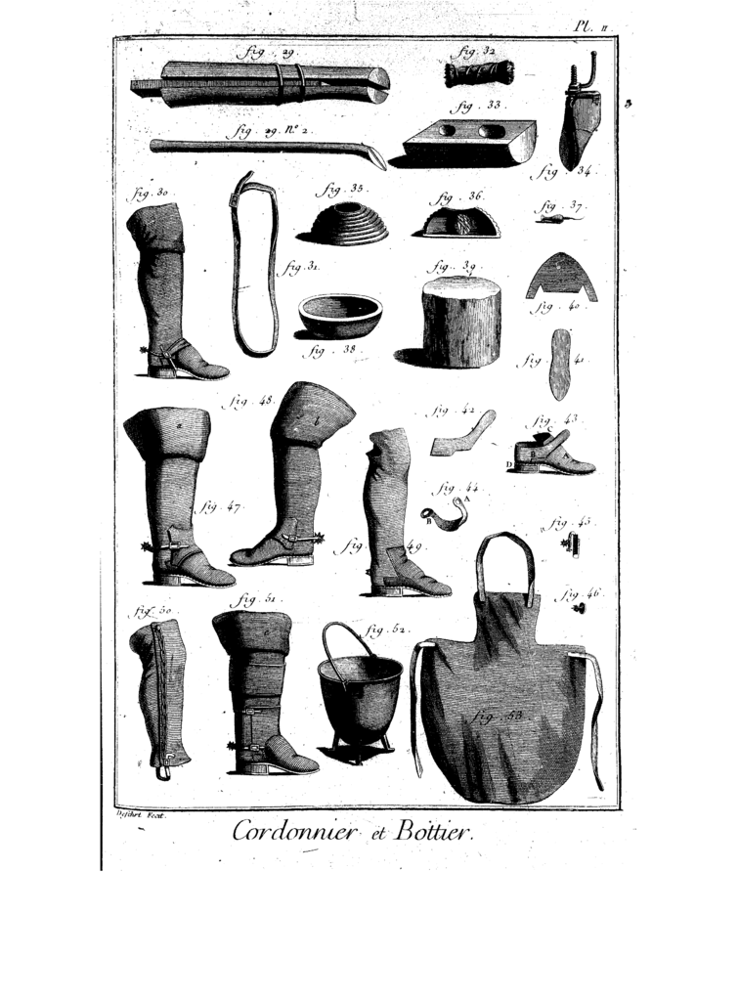 Pl. II
fig. 29.
fig. 32
fig. 33.
fig. 29. N.º 2.
fig. 34.
fig. 30
fig. 35.
fig. 36.
fig. 37.
fig. 31.
fig. 39
fig. 40.
fig. 38
fig. 41.
fig. 48.
b
a
fig. 42
fig. 43.
C
B
A
D
fig. 47.
fig. 44
A
B
fig. 49.
fig. 45
fig. 46
fig. 50
fig. 51
fig. 52.
c
fig. 53
Defehrt Fecit.
Cordonnier et Bottier.